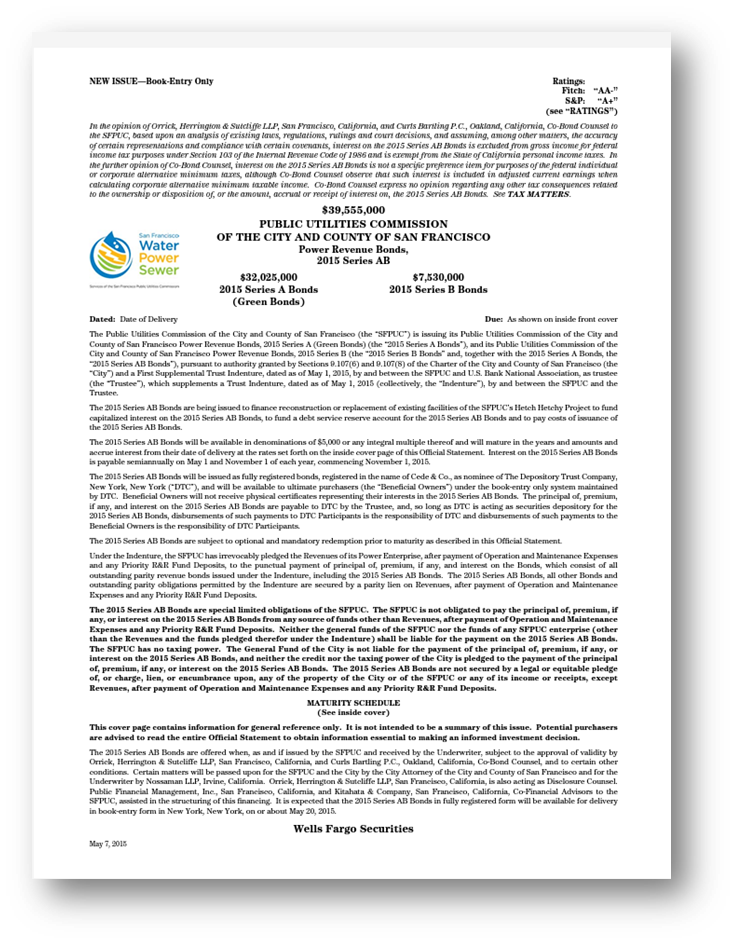 NEW ISSUE—Book-Entry Only
Ratings:
Fitch: “AA-”
S&P: “A+”
(see “RATINGS”)
In the opinion of Orrick, Herrington & Sutcliffe LLP, San Francisco, California, and Curls Bartling P.C., Oakland, California, Co-Bond Counsel to
the SFPUC, based upon an analysis of existing laws, regulations, rulings and court decisions, and assuming, among other matters, the accuracy
of certain representations and compliance with certain covenants, interest on the 2015 Series AB Bonds is excluded from gross income for federal
income tax purposes under Section 103 of the Internal Revenue Code of 1986 and is exempt from the State of California personal income taxes. In
the further opinion of Co-Bond Counsel, interest on the 2015 Series AB Bonds is not a specific preference item for purposes of the federal individual
or corporate alternative minimum taxes, although Co-Bond Counsel observe that such interest is included in adjusted current earnings when
calculating corporate alternative minimum taxable income. Co-Bond Counsel express no opinion regarding any other tax consequences related
to the ownership or disposition of, or the amount, accrual or receipt of interest on, the 2015 Series AB Bonds. See TAX MATTERS.
$39,555,000
PUBLIC UTILITIES COMMISSION
OF THE CITY AND COUNTY OF SAN FRANCISCO
Power Revenue Bonds,
2015 Series AB
San Francisco
Water
Power
Sewer
Services of the San Francisco Public Utilities Commission
$32,025,000
2015 Series A Bonds
(Green Bonds)
$7,530,000
2015 Series B Bonds
Dated: Date of Delivery
Due: As shown on inside front cover
The Public Utilities Commission of the City and County of San Francisco (the “SFPUC”) is issuing its Public Utilities Commission of the City and
County of San Francisco Power Revenue Bonds, 2015 Series A (Green Bonds) (the “2015 Series A Bonds”), and its Public Utilities Commission of the
City and County of San Francisco Power Revenue Bonds, 2015 Series B (the “2015 Series B Bonds” and, together with the 2015 Series A Bonds, the
“2015 Series AB Bonds”), pursuant to authority granted by Sections 9.107(6) and 9.107(8) of the Charter of the City and County of San Francisco (the
“City”) and a First Supplemental Trust Indenture, dated as of May 1, 2015, by and between the SFPUC and U.S. Bank National Association, as trustee
(the “Trustee”), which supplements a Trust Indenture, dated as of May 1, 2015 (collectively, the “Indenture”), by and between the SFPUC and the
Trustee.
The 2015 Series AB Bonds are being issued to finance reconstruction or replacement of existing facilities of the SFPUC’s Hetch Hetchy Project to fund
capitalized interest on the 2015 Series AB Bonds, to fund a debt service reserve account for the 2015 Series AB Bonds and to pay costs of issuance of
the 2015 Series AB Bonds.
The 2015 Series AB Bonds will be available in denominations of $5,000 or any integral multiple thereof and will mature in the years and amounts and
accrue interest from their date of delivery at the rates set forth on the inside cover page of this Official Statement. Interest on the 2015 Series AB Bonds
is payable semiannually on May 1 and November 1 of each year, commencing November 1, 2015.
The 2015 Series AB Bonds will be issued as fully registered bonds, registered in the name of Cede & Co., as nominee of The Depository Trust Company,
New York, New York (“DTC”), and will be available to ultimate purchasers (the “Beneficial Owners”) under the book-entry only system maintained
by DTC. Beneficial Owners will not receive physical certificates representing their interests in the 2015 Series AB Bonds. The principal of, premium,
if any, and interest on the 2015 Series AB Bonds are payable to DTC by the Trustee, and, so long as DTC is acting as securities depository for the
2015 Series AB Bonds, disbursements of such payments to DTC Participants is the responsibility of DTC and disbursements of such payments to the
Beneficial Owners is the responsibility of DTC Participants.
The 2015 Series AB Bonds are subject to optional and mandatory redemption prior to maturity as described in this Official Statement.
Under the Indenture, the SFPUC has irrevocably pledged the Revenues of its Power Enterprise, after payment of Operation and Maintenance Expenses
and any Priority R&R Fund Deposits, to the punctual payment of principal of, premium, if any, and interest on the Bonds, which consist of all
outstanding parity revenue bonds issued under the Indenture, including the 2015 Series AB Bonds. The 2015 Series AB Bonds, all other Bonds and
outstanding parity obligations permitted by the Indenture are secured by a parity lien on Revenues, after payment of Operation and Maintenance
Expenses and any Priority R&R Fund Deposits.
The 2015 Series AB Bonds are special limited obligations of the SFPUC. The SFPUC is not obligated to pay the principal of, premium, if
any, or interest on the 2015 Series AB Bonds from any source of funds other than Revenues, after payment of Operation and Maintenance
Expenses and any Priority R&R Fund Deposits. Neither the general funds of the SFPUC nor the funds of any SFPUC enterprise (other
than the Revenues and the funds pledged therefor under the Indenture) shall be liable for the payment on the 2015 Series AB Bonds.
The SFPUC has no taxing power. The General Fund of the City is not liable for the payment of the principal of, premium, if any, or
interest on the 2015 Series AB Bonds, and neither the credit nor the taxing power of the City is pledged to the payment of the principal
of, premium, if any, or interest on the 2015 Series AB Bonds. The 2015 Series AB Bonds are not secured by a legal or equitable pledge
of, or charge, lien, or encumbrance upon, any of the property of the City or of the SFPUC or any of its income or receipts, except
Revenues, after payment of Operation and Maintenance Expenses and any Priority R&R Fund Deposits.
MATURITY SCHEDULE
(See inside cover)
This cover page contains information for general reference only. It is not intended to be a summary of this issue. Potential purchasers
are advised to read the entire Official Statement to obtain information essential to making an informed investment decision.
The 2015 Series AB Bonds are offered when, as and if issued by the SFPUC and received by the Underwriter, subject to the approval of validity by
Orrick, Herrington & Sutcliffe LLP, San Francisco, California, and Curls Bartling P.C., Oakland, California, Co-Bond Counsel, and to certain other
conditions. Certain matters will be passed upon for the SFPUC and the City by the City Attorney of the City and County of San Francisco and for the
Underwriter by Nossaman LLP, Irvine, California. Orrick, Herrington & Sutcliffe LLP, San Francisco, California, is also acting as Disclosure Counsel.
Public Financial Management, Inc., San Francisco, California, and Kitahata & Company, San Francisco, California, Co-Financial Advisors to the
SFPUC, assisted in the structuring of this financing. It is expected that the 2015 Series AB Bonds in fully registered form will be available for delivery
in book-entry form in New York, New York, on or about May 20, 2015.
Wells Fargo Securities
May 7, 2015